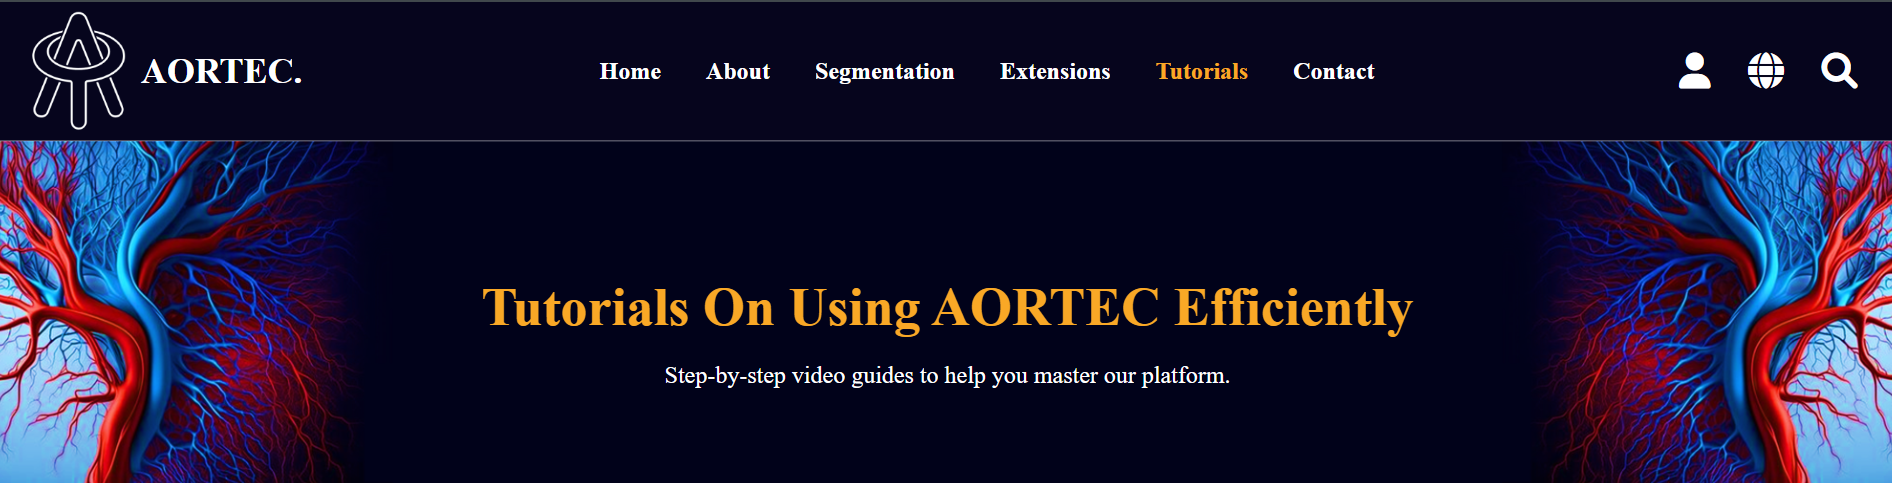 AORTEC.
Home About Segmentation Extensions Tutorials Contact
Tutorials On Using AORTEC Efficiently
Step-by-step video guides to help you master our platform.